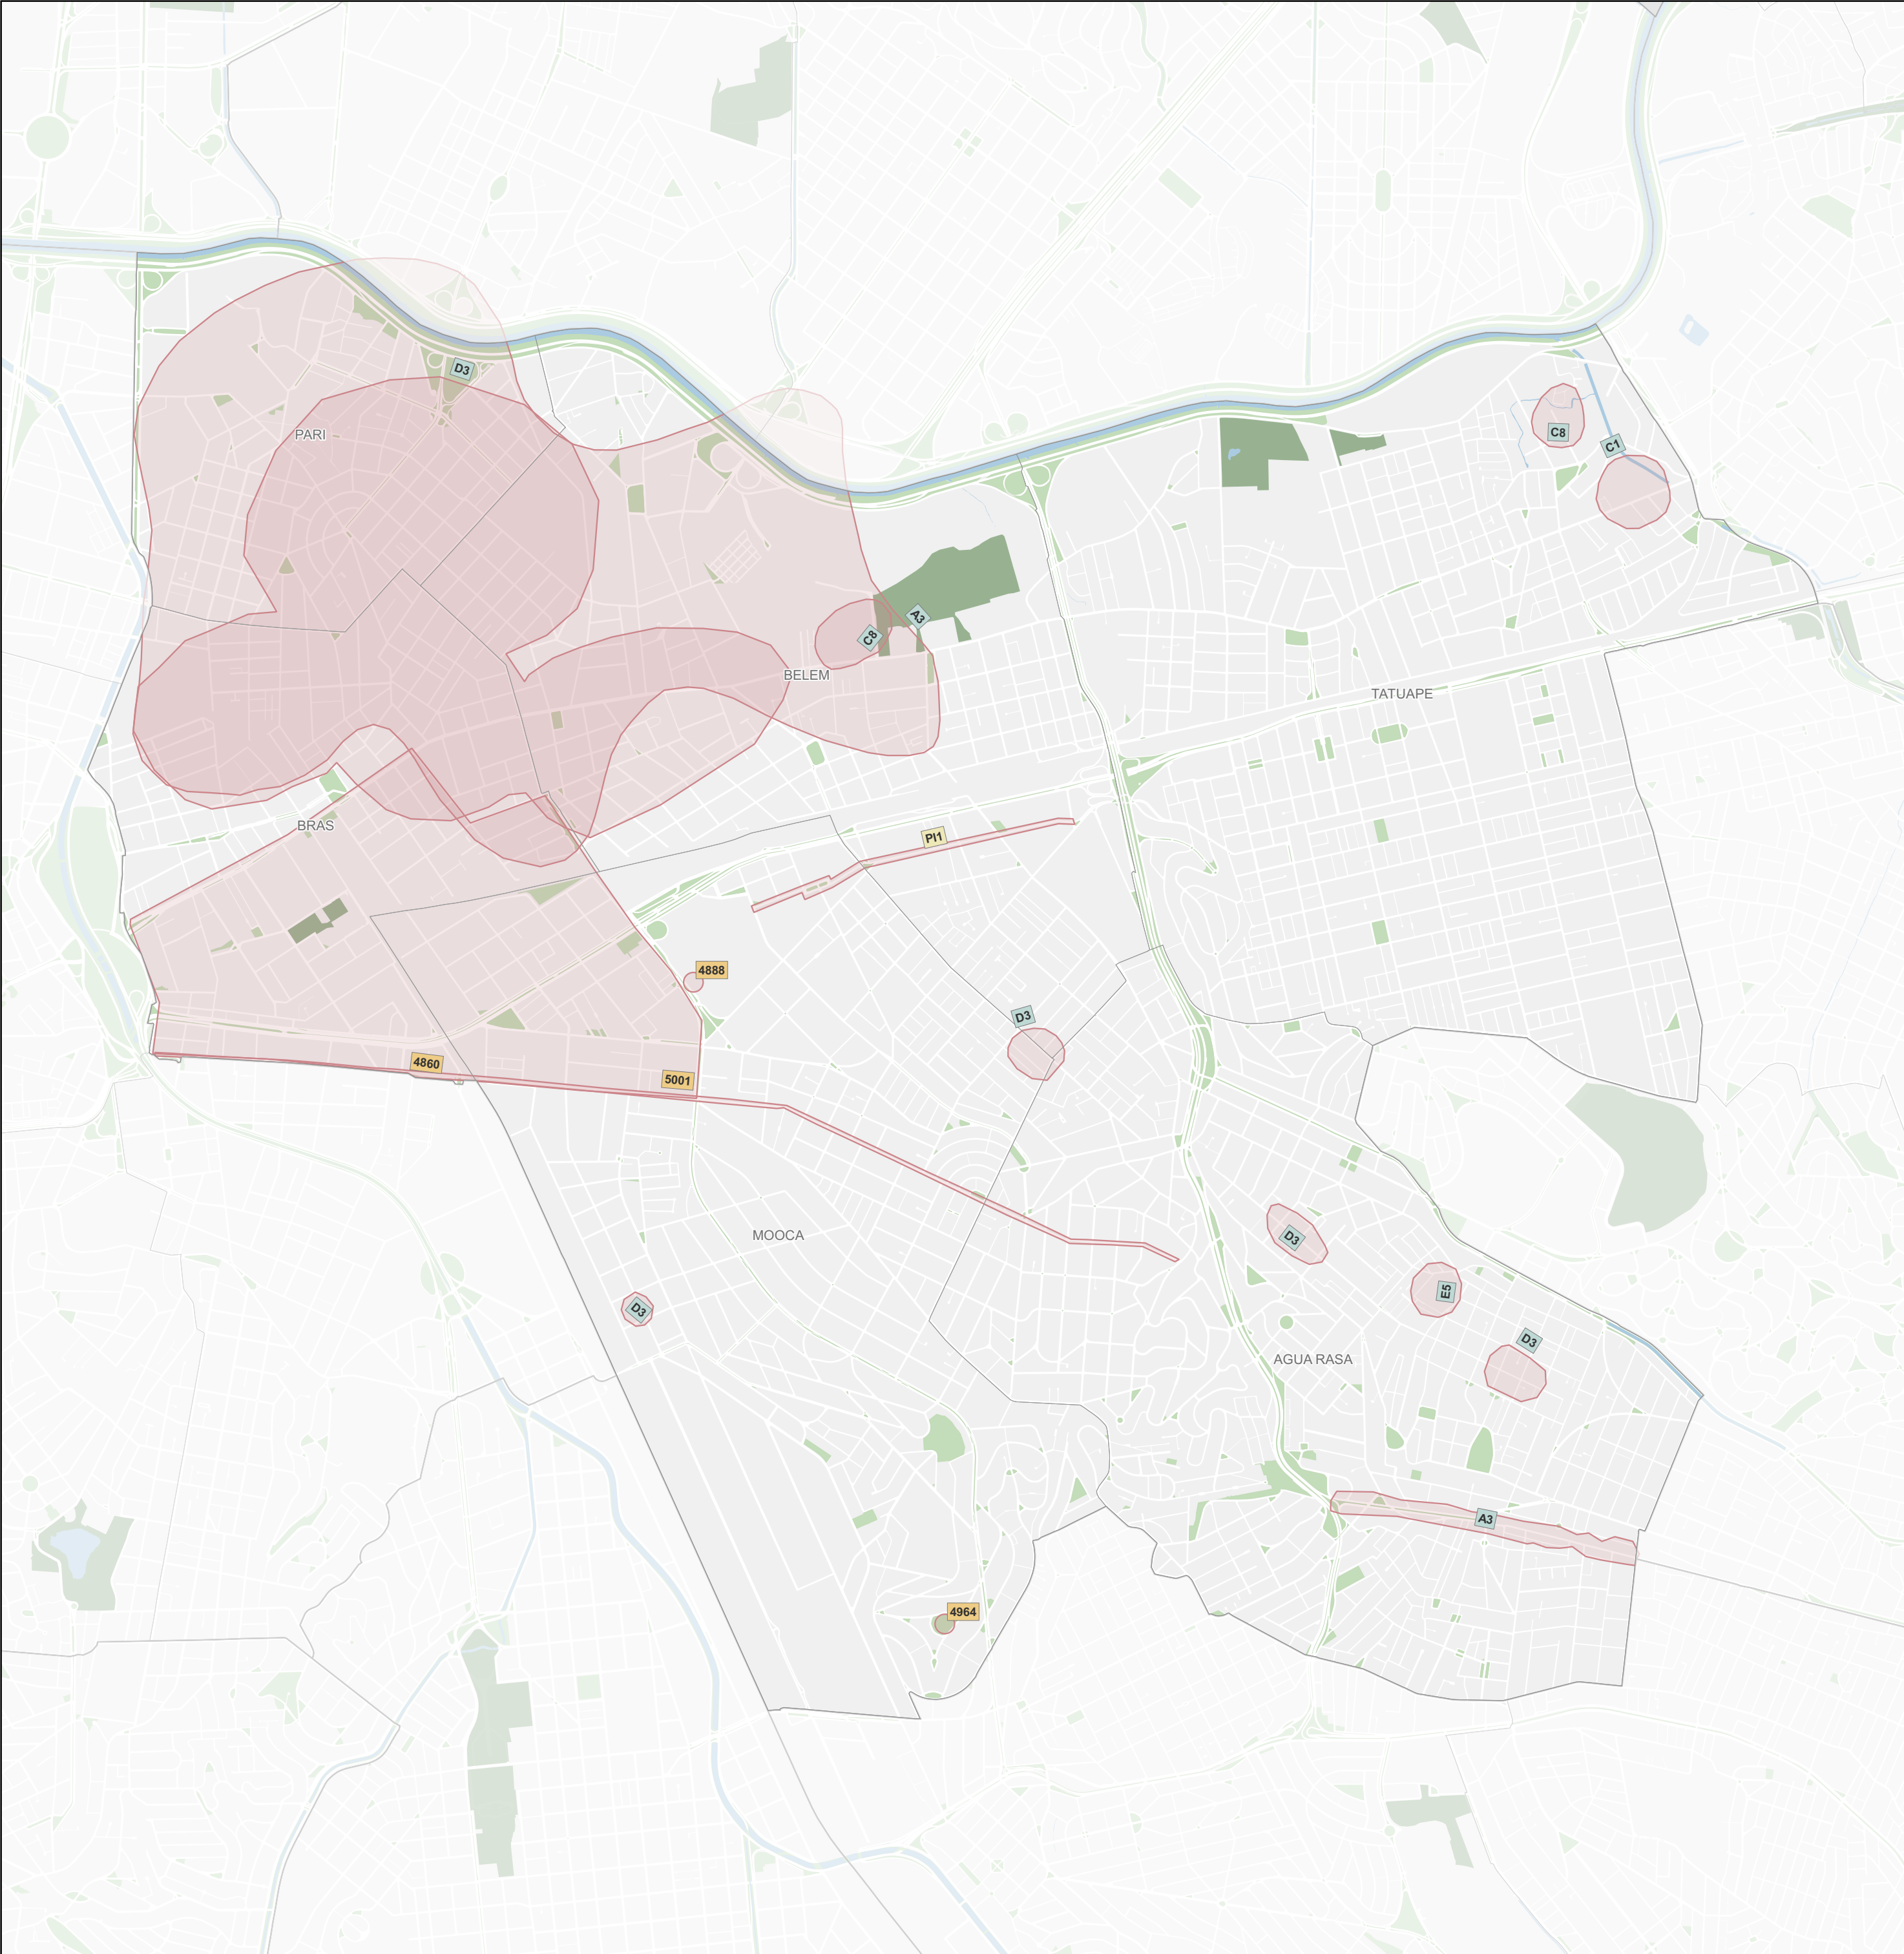 D3
C8
PARI
C1
A3
C8
BELEM
TATUAPE
BRAS
PI1
4888
D3
4860
5001
MOOCA
D3
E5
D3
D3
AGUA RASA
A3
4964